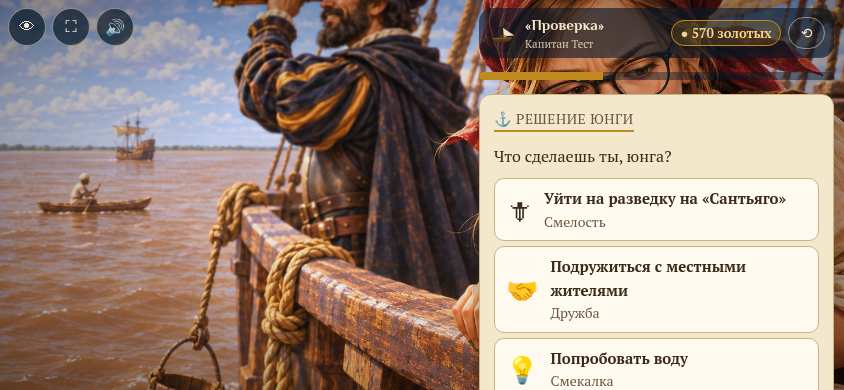 «Проверка»
Капитан Тест
570 золотых
РЕШЕНИЕ ЮНГИ
Что сделаешь ты, юнга?
Уйти на разведку на «Сантьяго»
Смелость
Подружиться с местными
жителями
Дружба
Попробовать воду
Смекалка